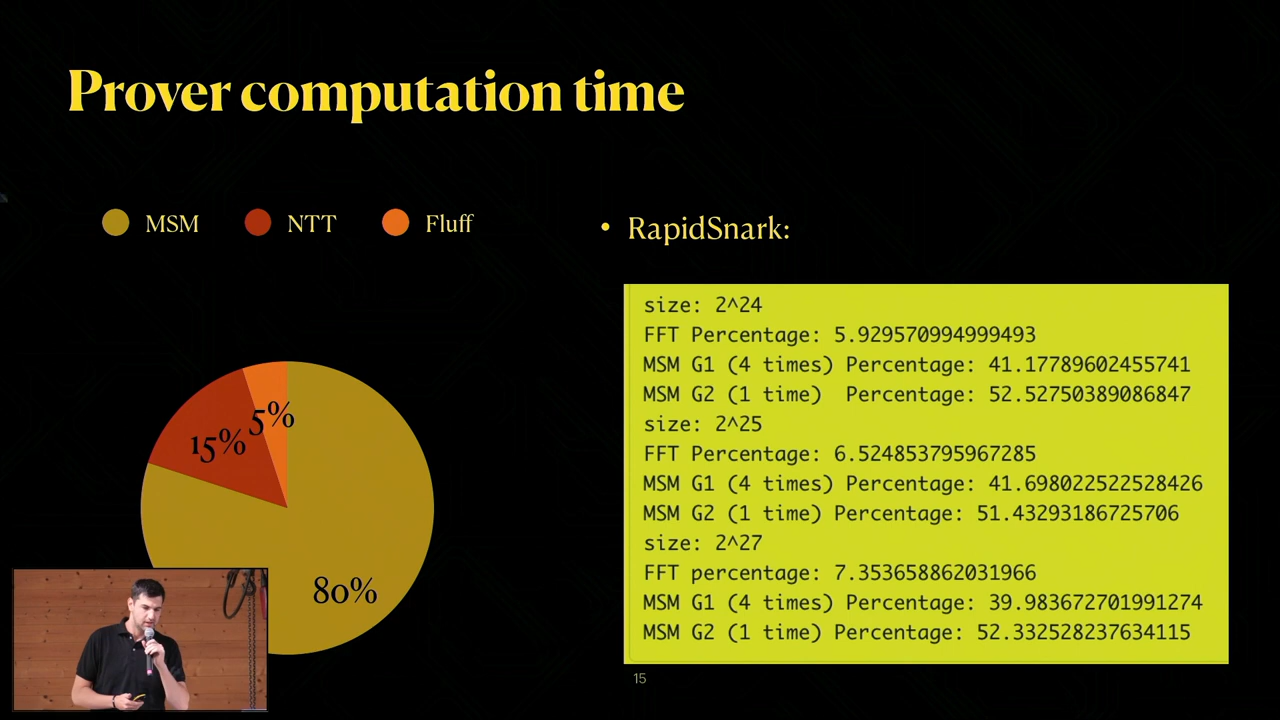 Prover computation time
MSM NTT Fluff
5%
15%
80%
• RapidSnark:
size: 2^24
FFT Percentage: 5.929570994999493
MSM G1 (4 times) Percentage: 41.17789602455741
MSM G2 (1 time)  Percentage: 52.52750389086847
size: 2^25
FFT Percentage: 6.524853795967285
MSM G1 (4 times) Percentage: 41.698022522528426
MSM G2 (1 time) Percentage: 51.43293186725706
size: 2^27
FFT percentage: 7.353658862031966
MSM G1 (4 times) Percentage: 39.983672701991274
MSM G2 (1 time) Percentage: 52.332528237634115
15